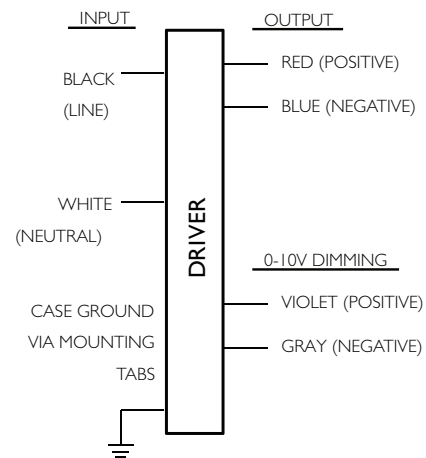 INPUT
BLACK
(LINE)
WHITE
(NEUTRAL)
CASE GROUND
VIA MOUNTING
TABS
DRIVER
OUTPUT
RED (POSITIVE)
BLUE (NEGATIVE)
0-10V DIMMING
VIOLET (POSITIVE)
GRAY (NEGATIVE)